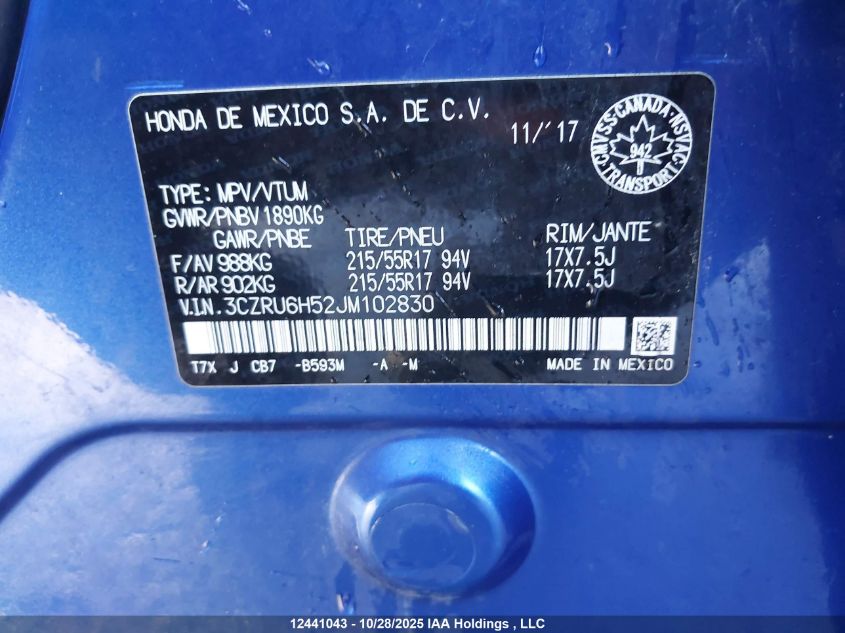 HONDA DE MEXICO S.A. DE C.V.
11/'17
CMVSS · CANADA · NSVAC · TRANSPORT ·
942
TYPE: MPV/VTUM
GVWR/PNBV 1890KG
GAWR/PNBE TIRE/PNEU RIM/JANTE
F/AV 988KG 215/55R17 94V 17X7.5J
R/AR 902KG 215/55R17 94V 17X7.5J
V.I.N. 3CZRU6H52JM102830
T7X J CB7 -B593M -A -M MADE IN MEXICO
12441043 - 10/28/2025 IAA Holdings , LLC